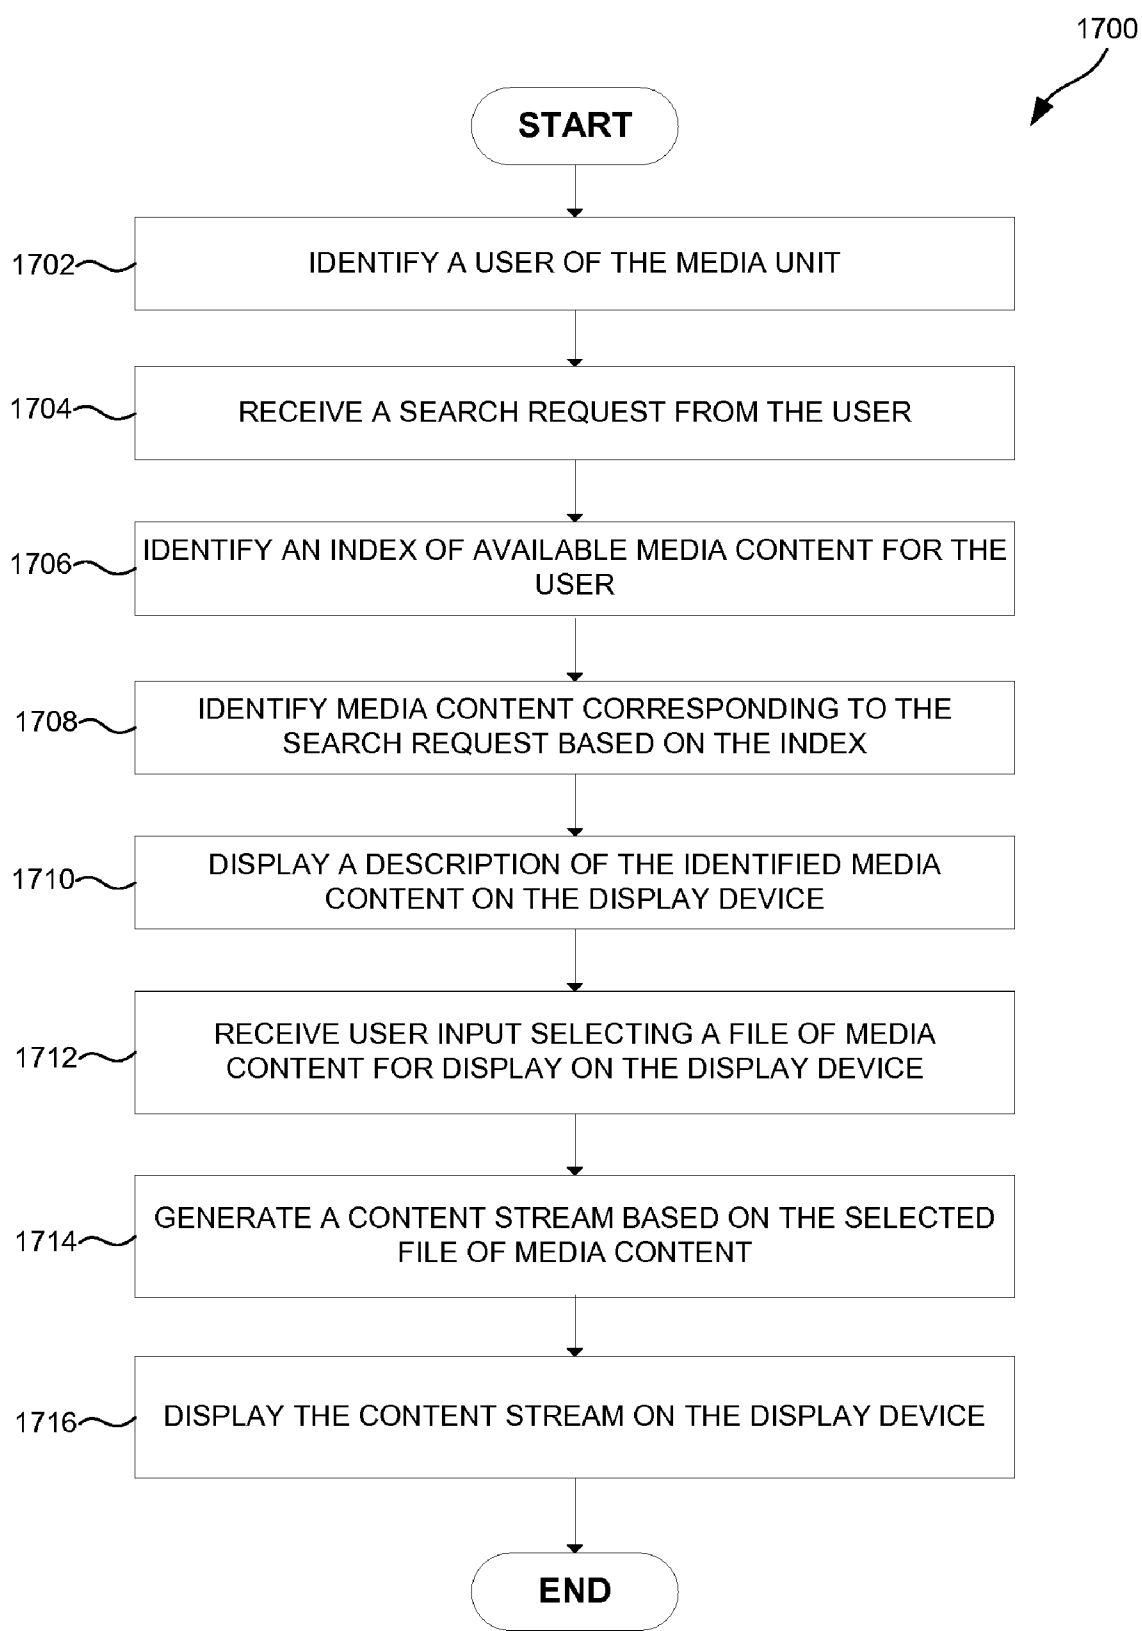 1700
START
1702
IDENTIFY A USER OF THE MEDIA UNIT
1704
RECEIVE A SEARCH REQUEST FROM THE USER
1706
IDENTIFY AN INDEX OF AVAILABLE MEDIA CONTENT FOR THE
USER
1708
IDENTIFY MEDIA CONTENT CORRESPONDING TO THE
SEARCH REQUEST BASED ON THE INDEX
1710
DISPLAY A DESCRIPTION OF THE IDENTIFIED MEDIA
CONTENT ON THE DISPLAY DEVICE
1712
RECEIVE USER INPUT SELECTING A FILE OF MEDIA
CONTENT FOR DISPLAY ON THE DISPLAY DEVICE
1714
GENERATE A CONTENT STREAM BASED ON THE SELECTED
FILE OF MEDIA CONTENT
1716
DISPLAY THE CONTENT STREAM ON THE DISPLAY DEVICE
END